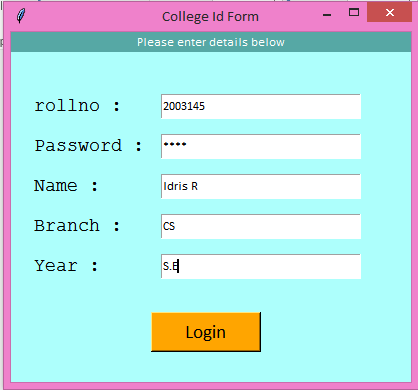 College Id Form
Please enter details below
rollno : 2003145
Password : ****
Name : Idris R
Branch : CS
Year : S.E
Login